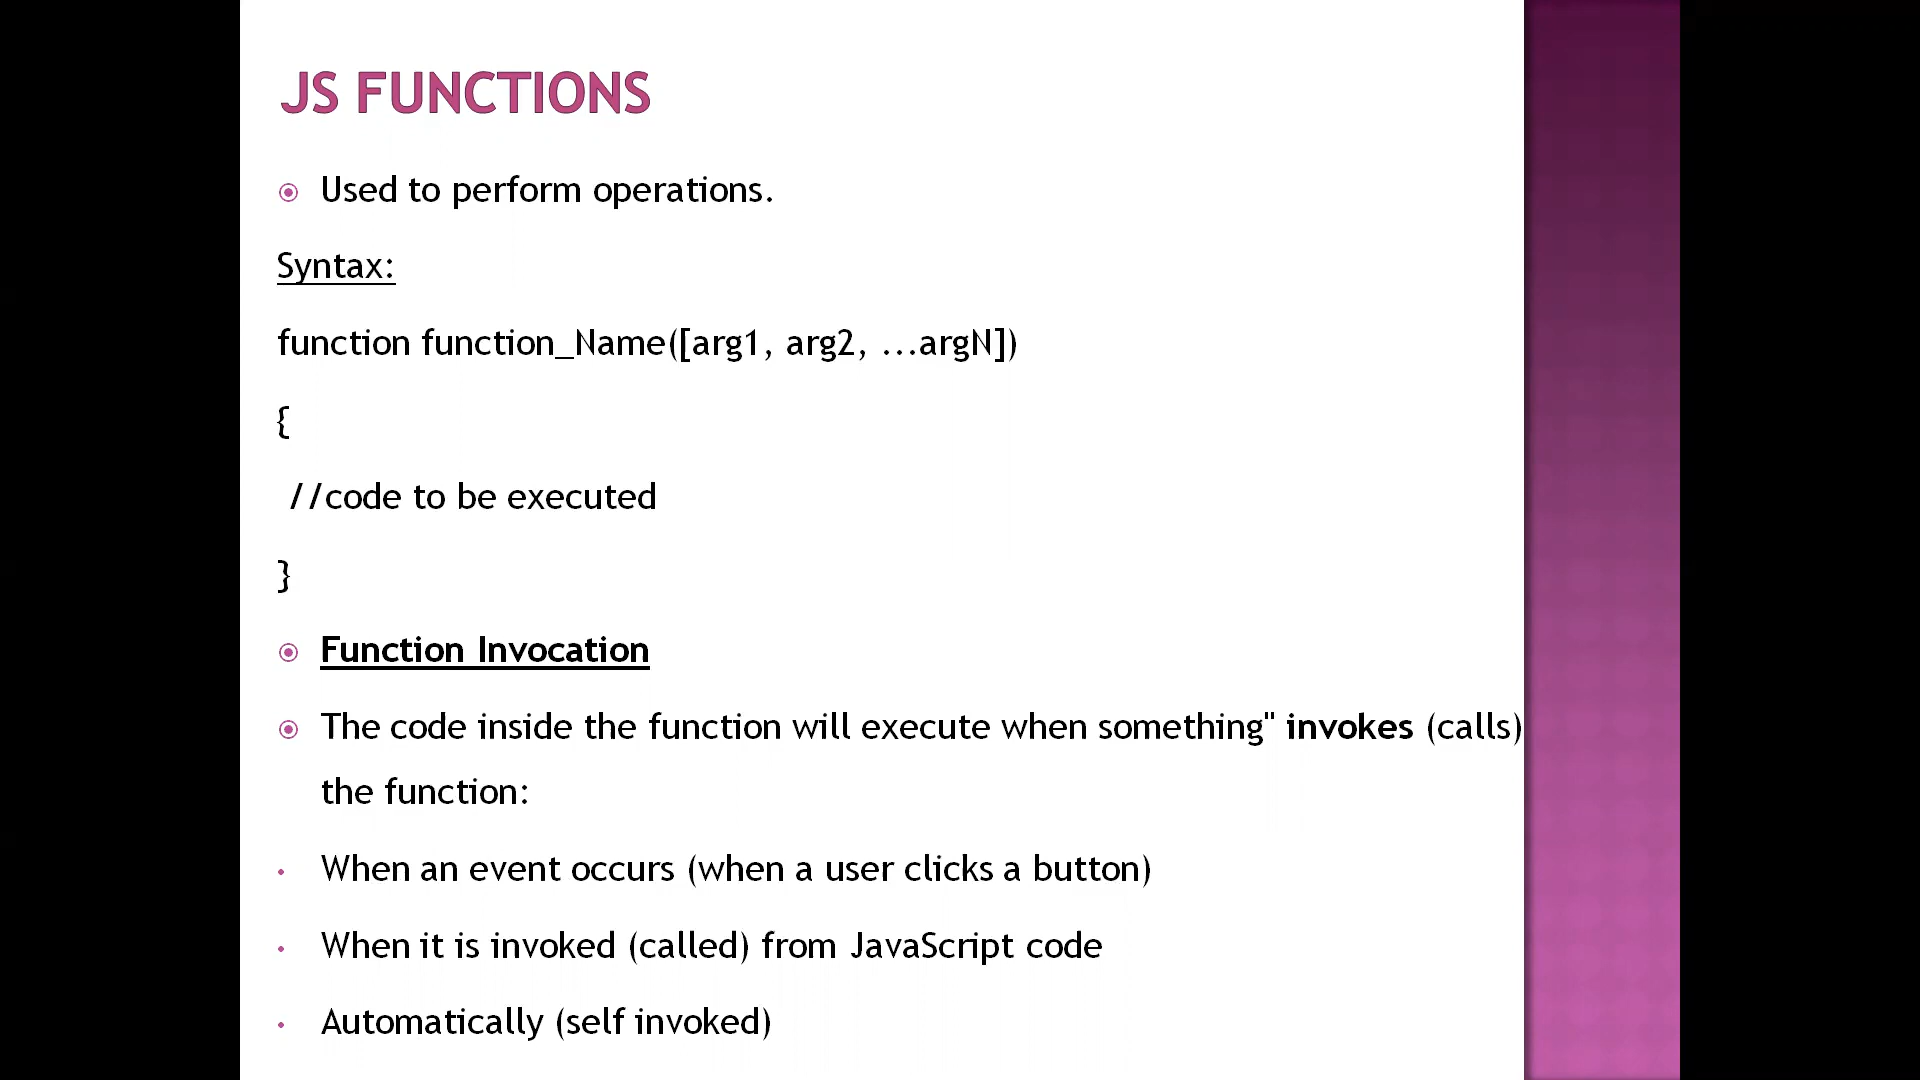 JS FUNCTIONS
Used to perform operations.
Syntax:
function function_Name([arg1, arg2, ...argN])
{
//code to be executed
}
Function Invocation
The code inside the function will execute when something" invokes (calls)
the function:
When an event occurs (when a user clicks a button)
When it is invoked (called) from JavaScript code
Automatically (self invoked)